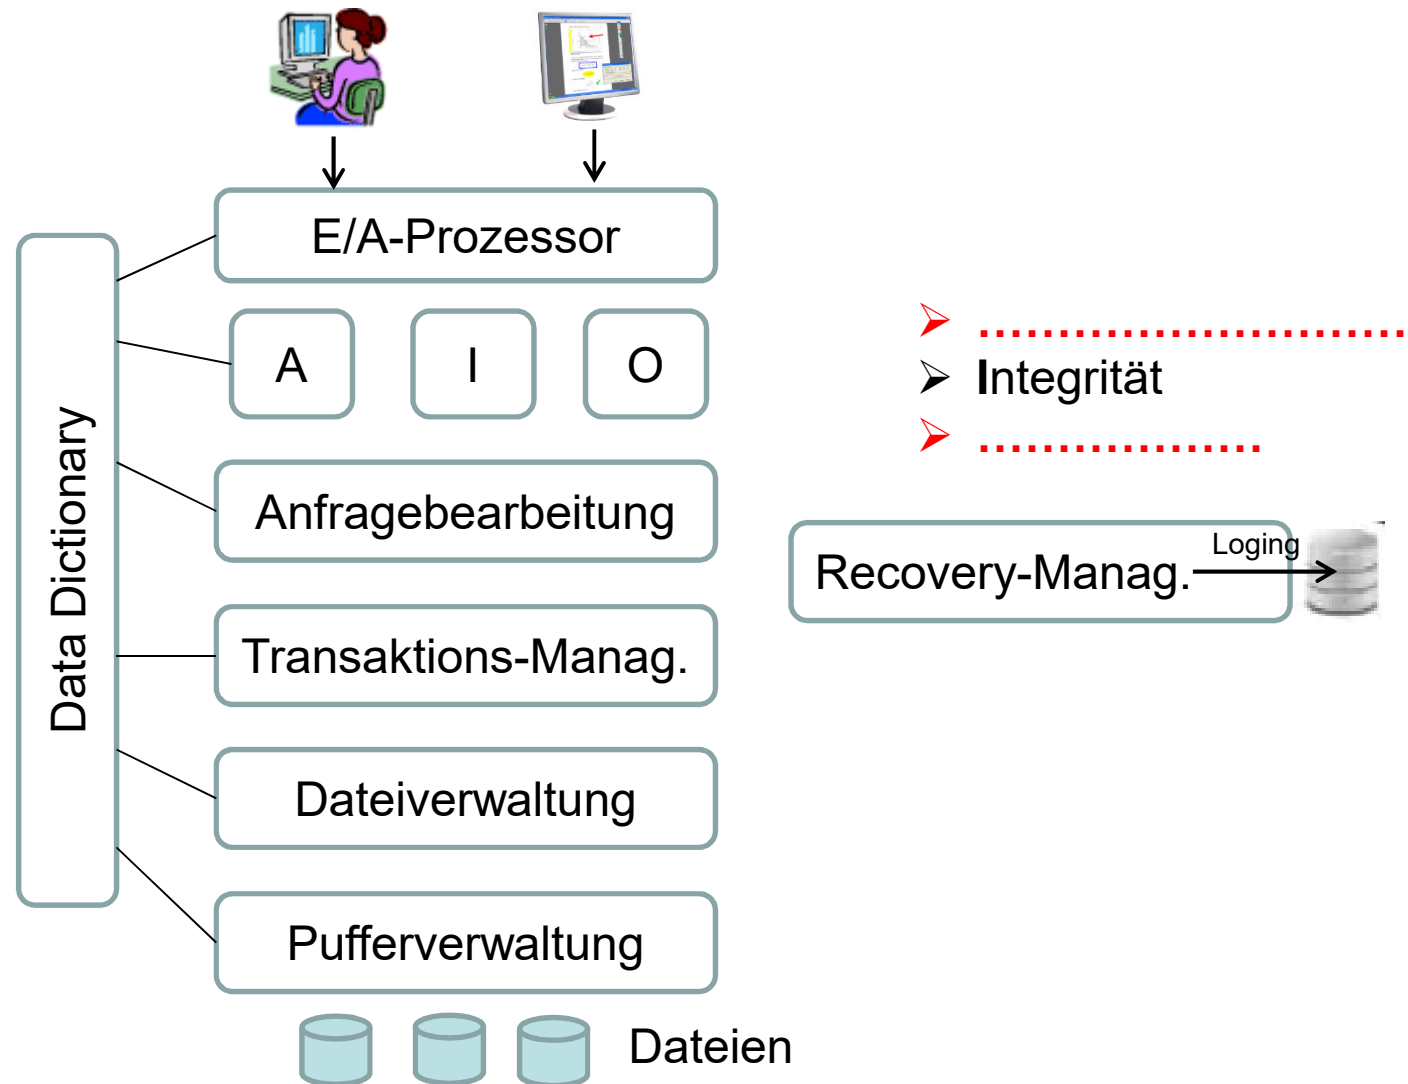 E/A-Prozessor
Data Dictionary
A
I
O
...........................
Integrität
..................
Anfragebearbeitung
Recovery-Manag.
Loging
Transaktions-Manag.
Dateiverwaltung
Pufferverwaltung
Dateien